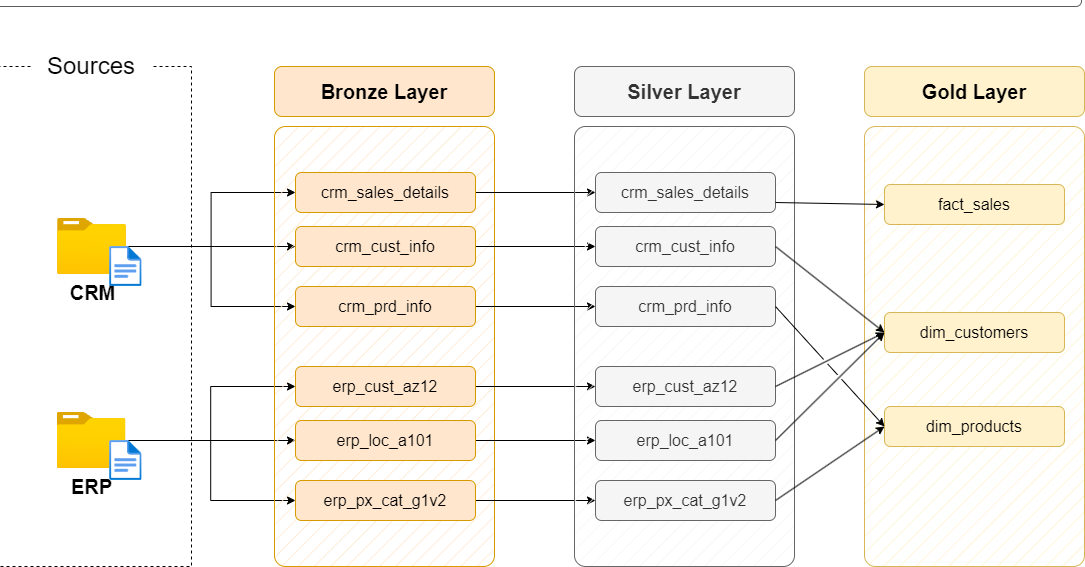 Sources
Bronze Layer
Silver Layer
Gold Layer
crm_sales_details
crm_sales_details
fact_sales
crm_cust_info
crm_cust_info
CRM
crm_prd_info
crm_prd_info
dim_customers
erp_cust_az12
erp_cust_az12
dim_products
erp_loc_a101
erp_loc_a101
ERP
erp_px_cat_g1v2
erp_px_cat_g1v2